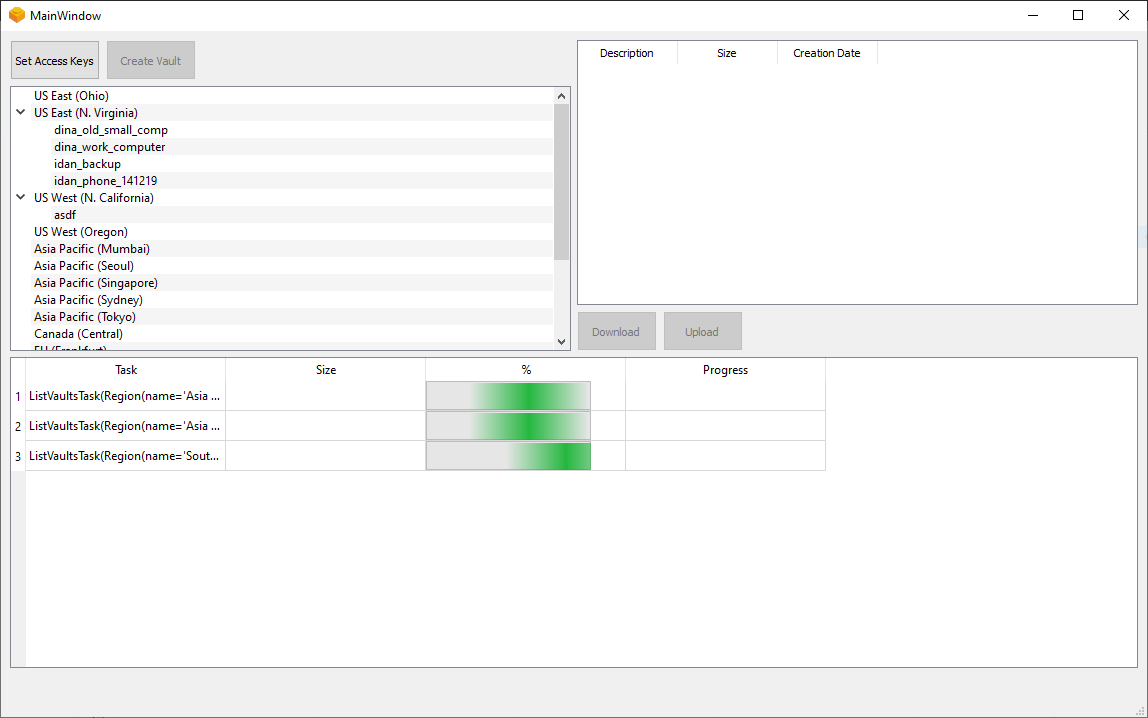 MainWindow
Set Access Keys
Create Vault
US East (Ohio)
US East (N. Virginia)
dina_old_small_comp
dina_work_computer
idan_backup
idan_phone_141219
US West (N. California)
asdf
US West (Oregon)
Asia Pacific (Mumbai)
Asia Pacific (Seoul)
Asia Pacific (Singapore)
Asia Pacific (Sydney)
Asia Pacific (Tokyo)
Canada (Central)
EU (Frankfurt)
Description Size Creation Date
Download
Upload
Task Size % Progress
1 ListVaultsTask(Region(name='Asia ...
2 ListVaultsTask(Region(name='Asia ...
3 ListVaultsTask(Region(name='Sout...